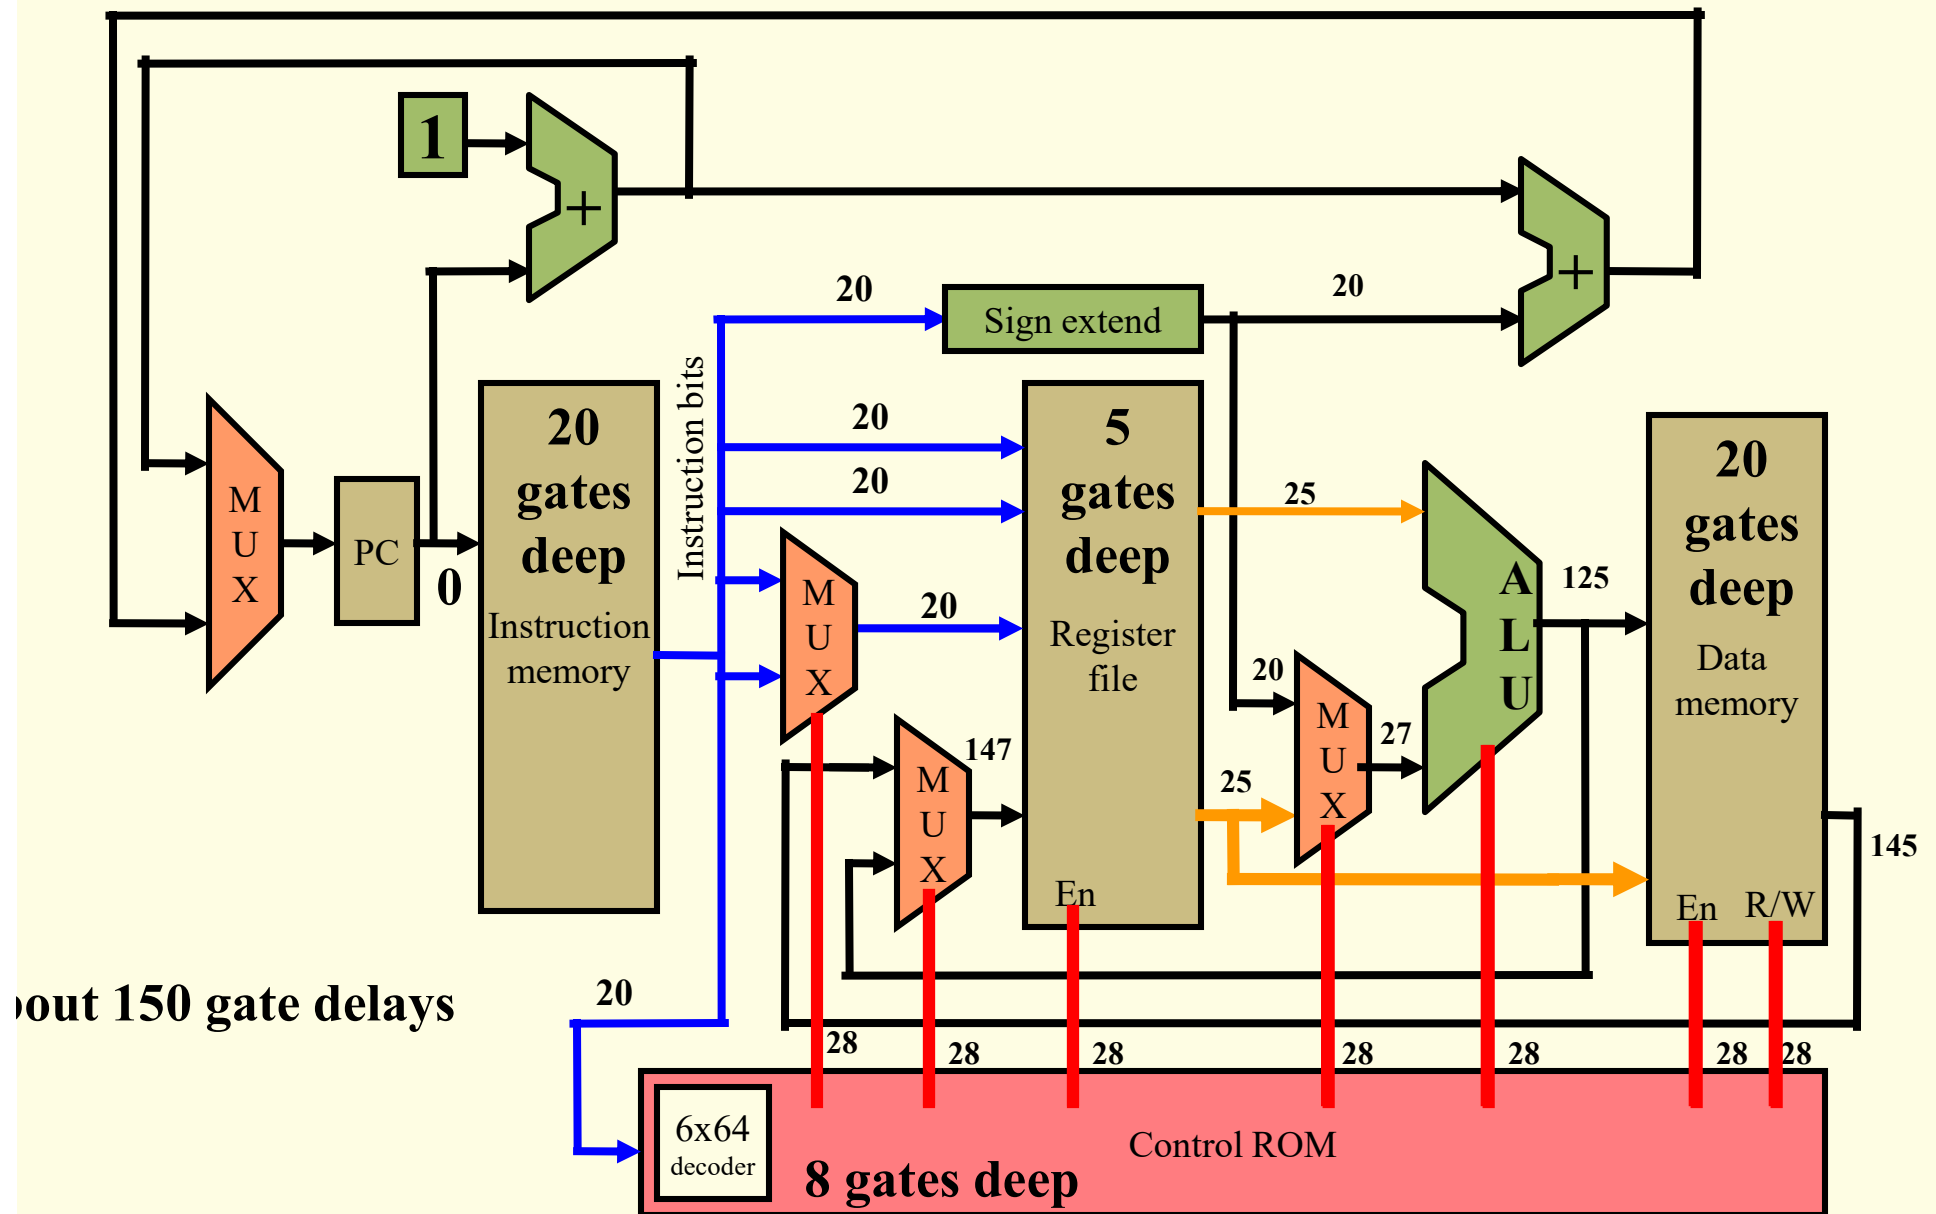 1
+
+
20
Sign extend
20
Instruction bits
20
gates
deep
Instruction
memory
20
20
5
gates
deep
Register
file
En
25
20
gates
deep
Data
memory
En R/W
M
U
X
PC
0
M
U
X
20
M
U
X
147
20
M
U
X
27
25
A
L
U
125
145
out 150 gate delays
20
28
28
28
28
28
28
28
6x64
decoder
Control ROM
8 gates deep